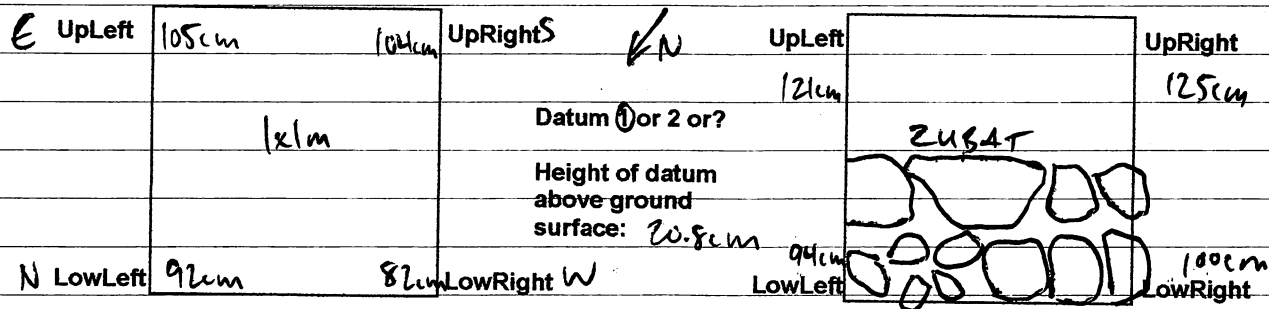 E UpLeft 105cm 104cm UpRight S N UpLeft UpRight
121cm 125cm
Datum 1 or 2 or?
1x1m ZUBAT
Height of datum
above ground
surface: 20.8cm
94cm 100cm
N LowLeft 92cm 82cm LowRight W LowLeft LowRight